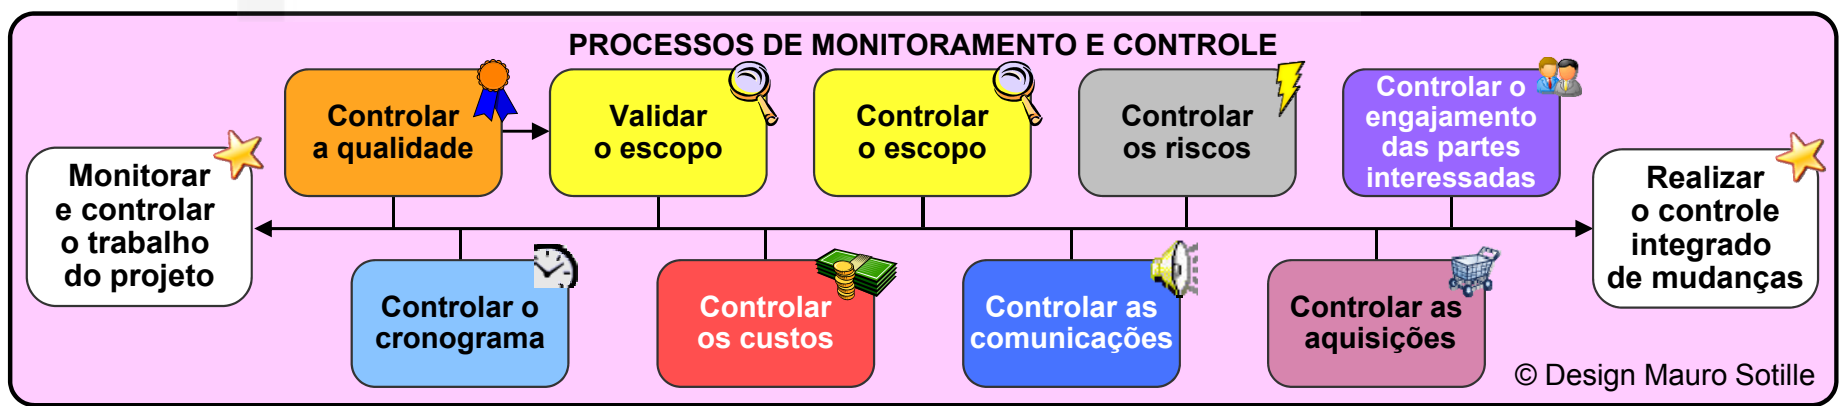 PROCESSOS DE MONITORAMENTO E CONTROLE
Monitorar
e controlar
o trabalho
do projeto
Controlar
a qualidade
Validar
o escopo
Controlar
o escopo
Controlar
os riscos
Controlar o
engajamento
das partes
interessadas
Realizar
o controle
integrado
de mudanças
Controlar o
cronograma
Controlar
os custos
Controlar as
comunicações
Controlar as
aquisições
© Design Mauro Sotille